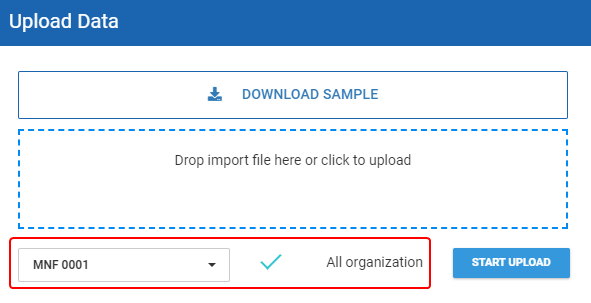 Upload Data
DOWNLOAD SAMPLE
Drop import file here or click to upload
MNF 0001 All organization START UPLOAD